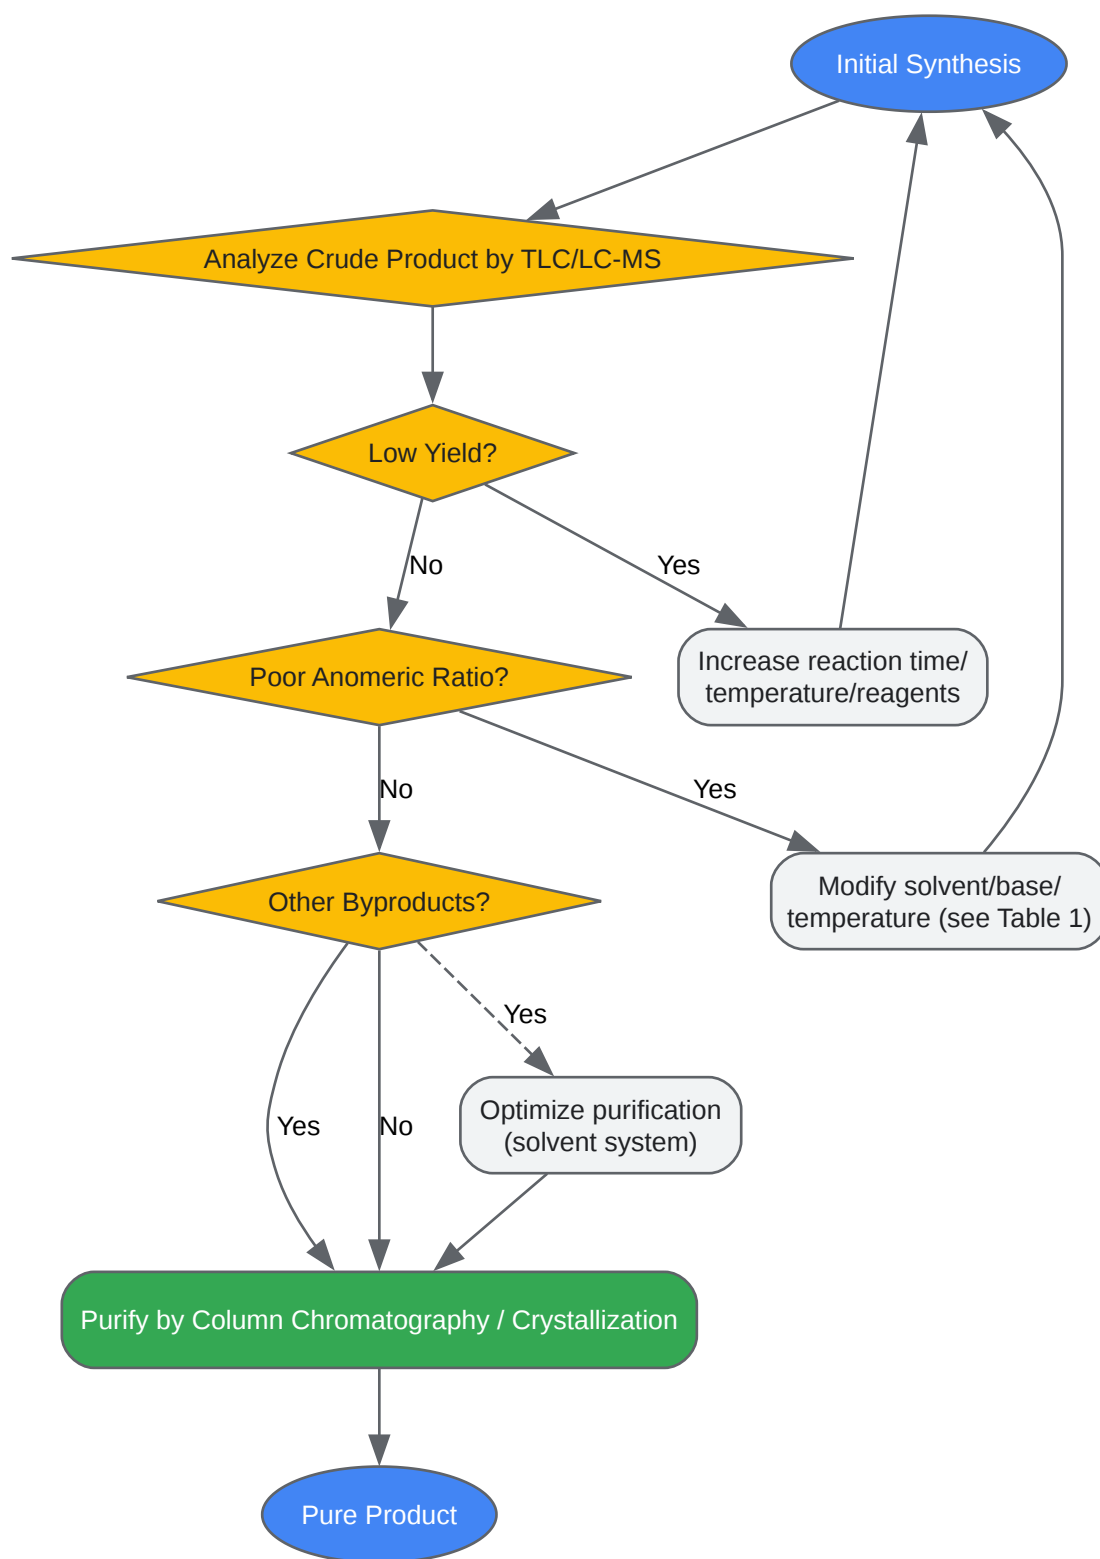 Initial Synthesis
Analyze Crude Product by TLC/LC-MS
Low Yield?
No
Yes
Poor Anomeric Ratio?
Increase reaction time/
temperature/reagents
No
Yes
Other Byproducts?
Modify solvent/base/
temperature (see Table 1)
Yes
Yes
No
Optimize purification
(solvent system)
Purify by Column Chromatography / Crystallization
Pure Product